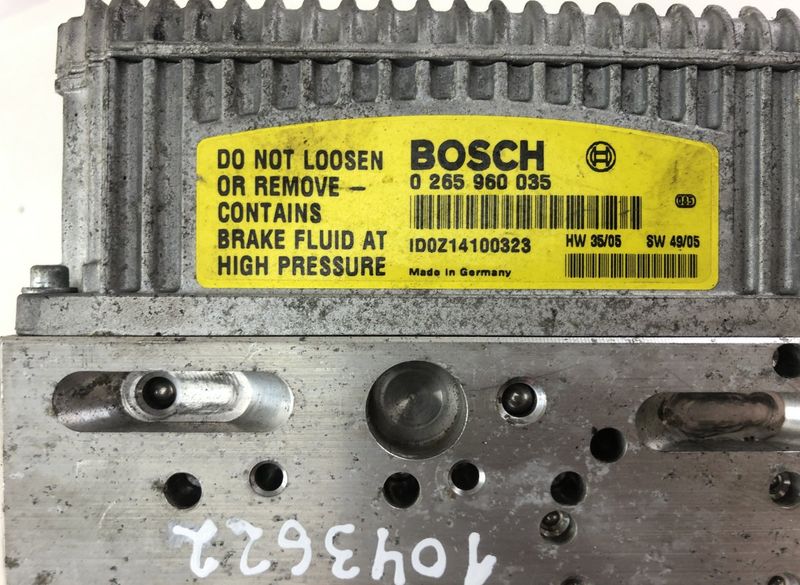 DO NOT LOOSEN
OR REMOVE –
CONTAINS
BRAKE FLUID AT
HIGH PRESSURE
BOSCH
0 265 960 035
ID0Z14100323
HW 35/05 SW 49/05
Made in Germany
1043622